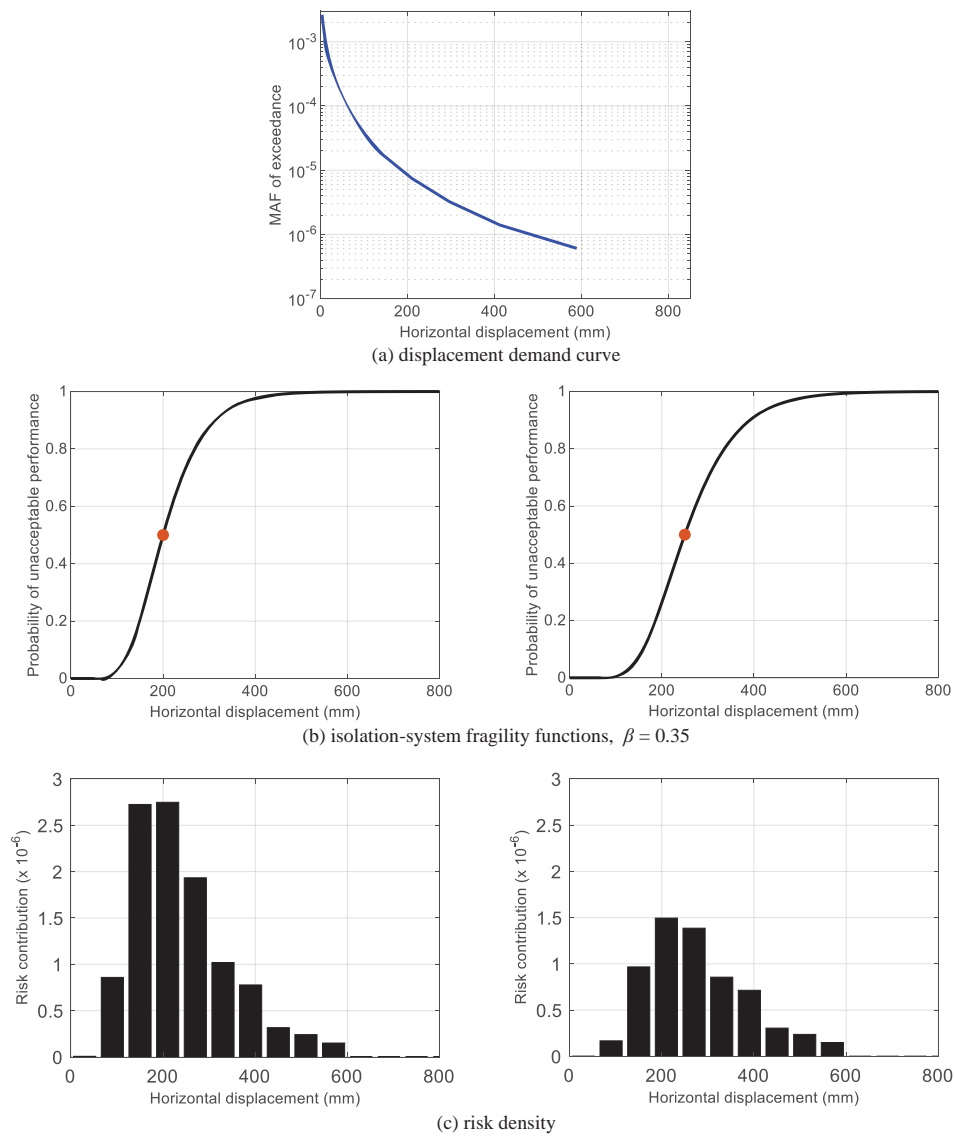 10⁻³
10⁻⁴
10⁻⁵
10⁻⁶
10⁻⁷
MAF of exceedance
0 200 400 600 800
Horizontal displacement (mm)
(a) displacement demand curve
1
0.8
0.6
0.4
0.2
0
Probability of unacceptable performance
0 200 400 600 800
Horizontal displacement (mm)
1
0.8
0.6
0.4
0.2
0
Probability of unacceptable performance
0 200 400 600 800
Horizontal displacement (mm)
(b) isolation-system fragility functions, β = 0.35
3
2.5
2
1.5
1
0.5
0
Risk contribution (x 10⁻⁶)
0 200 400 600 800
Horizontal displacement (mm)
3
2.5
2
1.5
1
0.5
0
Risk contribution (x 10⁻⁶)
0 200 400 600 800
Horizontal displacement (mm)
(c) risk density